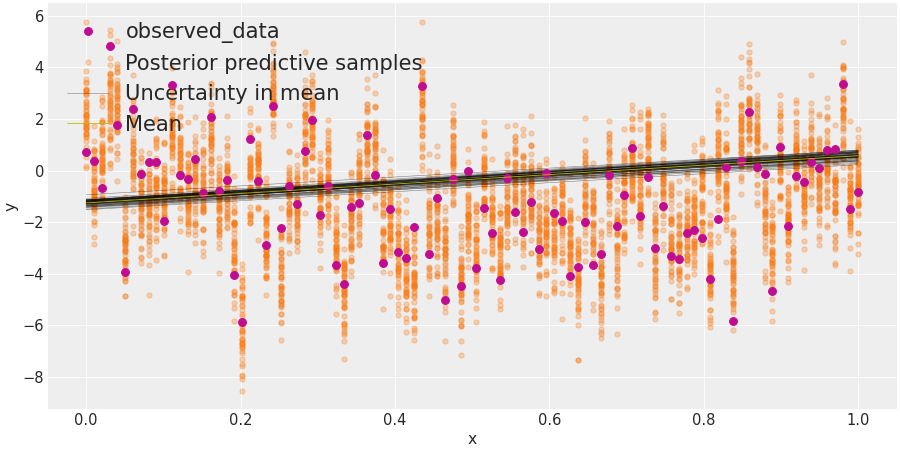 observed_data
Posterior predictive samples
Uncertainty in mean
Mean
6
4
2
0
−2
−4
−6
−8
y
0.0 0.2 0.4 0.6 0.8 1.0
x